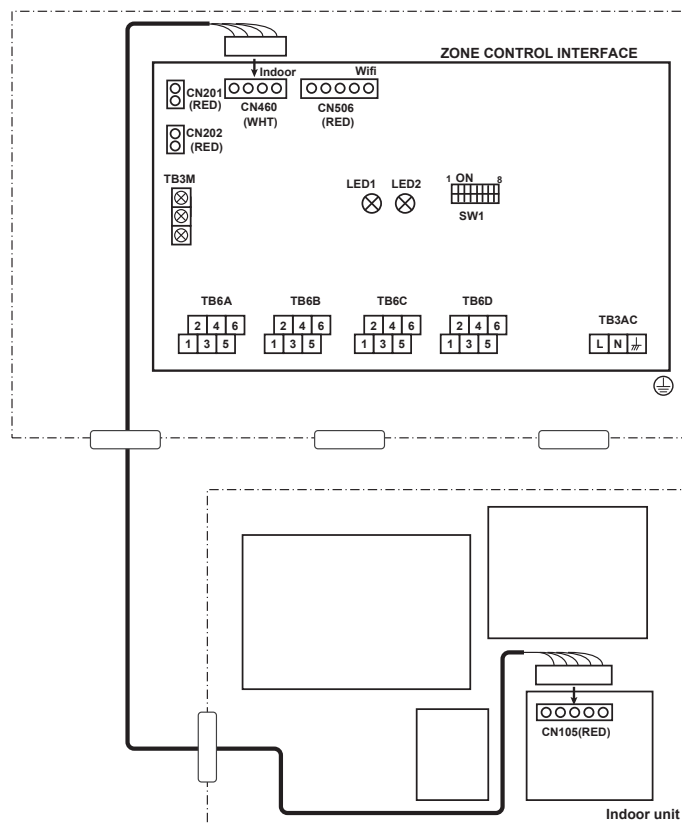 ZONE CONTROL INTERFACE
Indoor
Wifi
CN201
(RED)
CN460
(WHT)
CN506
(RED)
CN202
(RED)
TB3M
LED1 LED2
1 ON 8
SW1
TB6A TB6B TB6C TB6D
TB3AC
2 4 6 2 4 6 2 4 6 2 4 6
1 3 5 1 3 5 1 3 5 1 3 5
L N
CN105(RED)
Indoor unit